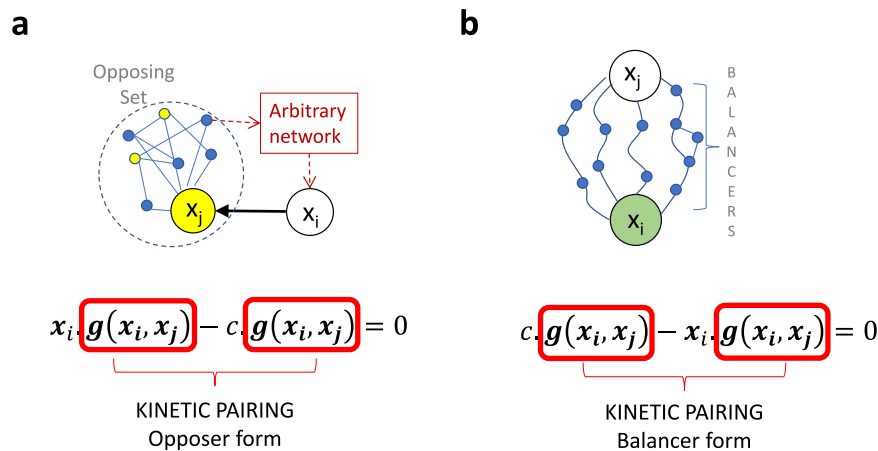 a
Opposing
Set
Arbitrary
network
x_j
x_i
x_i.g(x_i, x_j) − c.g(x_i, x_j) = 0
KINETIC PAIRING
Opposer form
b
x_j
x_i
BALANCERS
c.g(x_i, x_j) − x_i.g(x_i, x_j) = 0
KINETIC PAIRING
Balancer form